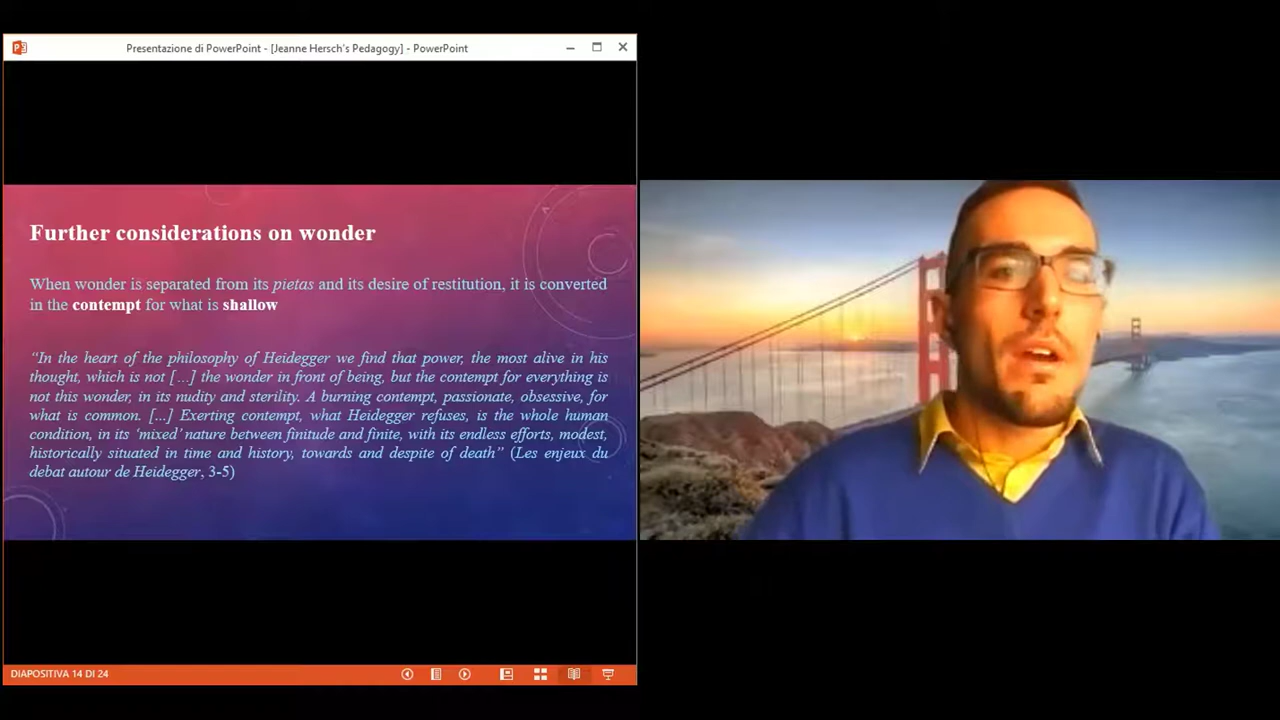 Presentazione di PowerPoint - [Jeanne Hersch's Pedagogy] - PowerPoint
Further considerations on wonder
When wonder is separated from its pietas and its desire of restitution, it is converted
in the contempt for what is shallow
“In the heart of the philosophy of Heidegger we find that power, the most alive in his
thought, which is not […] the wonder in front of being, but the contempt for everything is
not this wonder, in its nudity and sterility. A burning contempt, passionate, obsessive, for
what is common. […] Exerting contempt, what Heidegger refuses, is the whole human
condition, in its ‘mixed’ nature between finitude and finite, with its endless efforts, modest,
historically situated in time and history, towards and despite of death” (Les enjeux du
debat autour de Heidegger, 3-5)
DIAPOSITIVA 14 DI 24